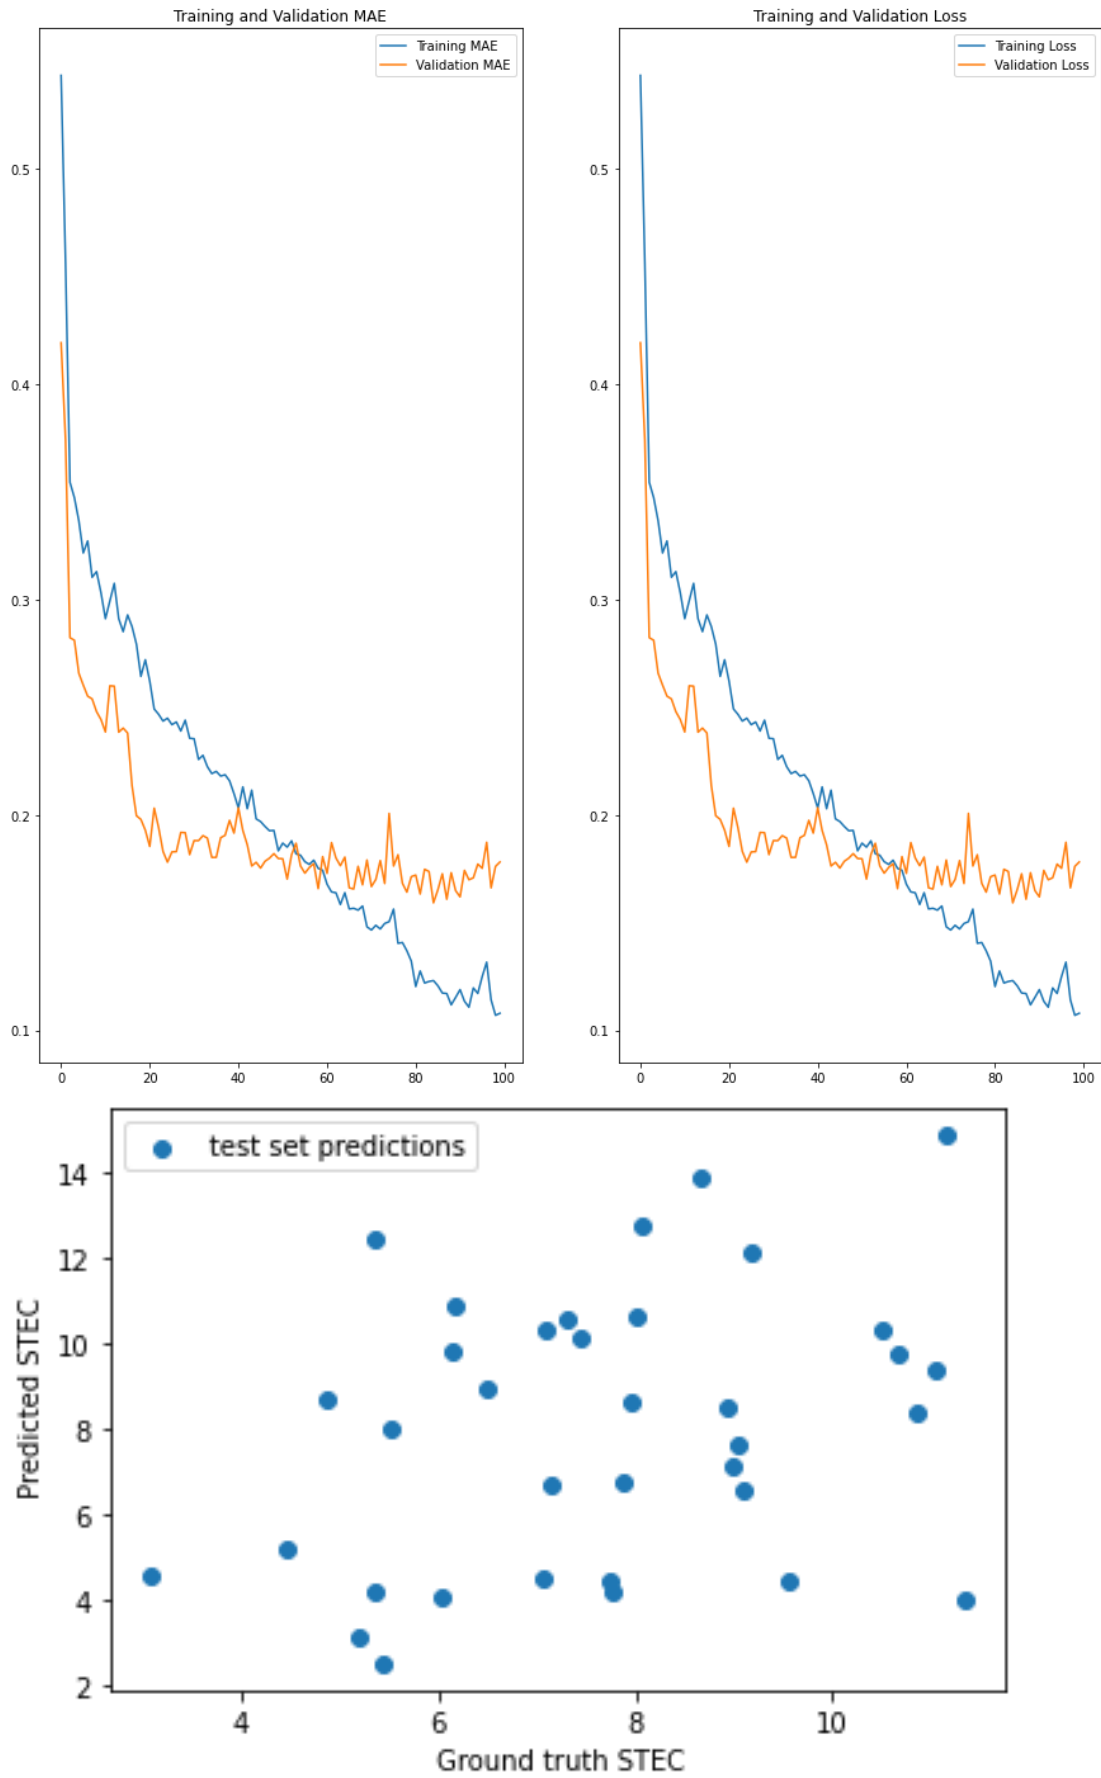 Training and Validation MAE
Training MAE
Validation MAE
0.5
0.4
0.3
0.2
0.1
0 20 40 60 80 100
Training and Validation Loss
Training Loss
Validation Loss
0.5
0.4
0.3
0.2
0.1
0 20 40 60 80 100
test set predictions
Predicted STEC
14
12
10
8
6
4
2
4 6 8 10
Ground truth STEC